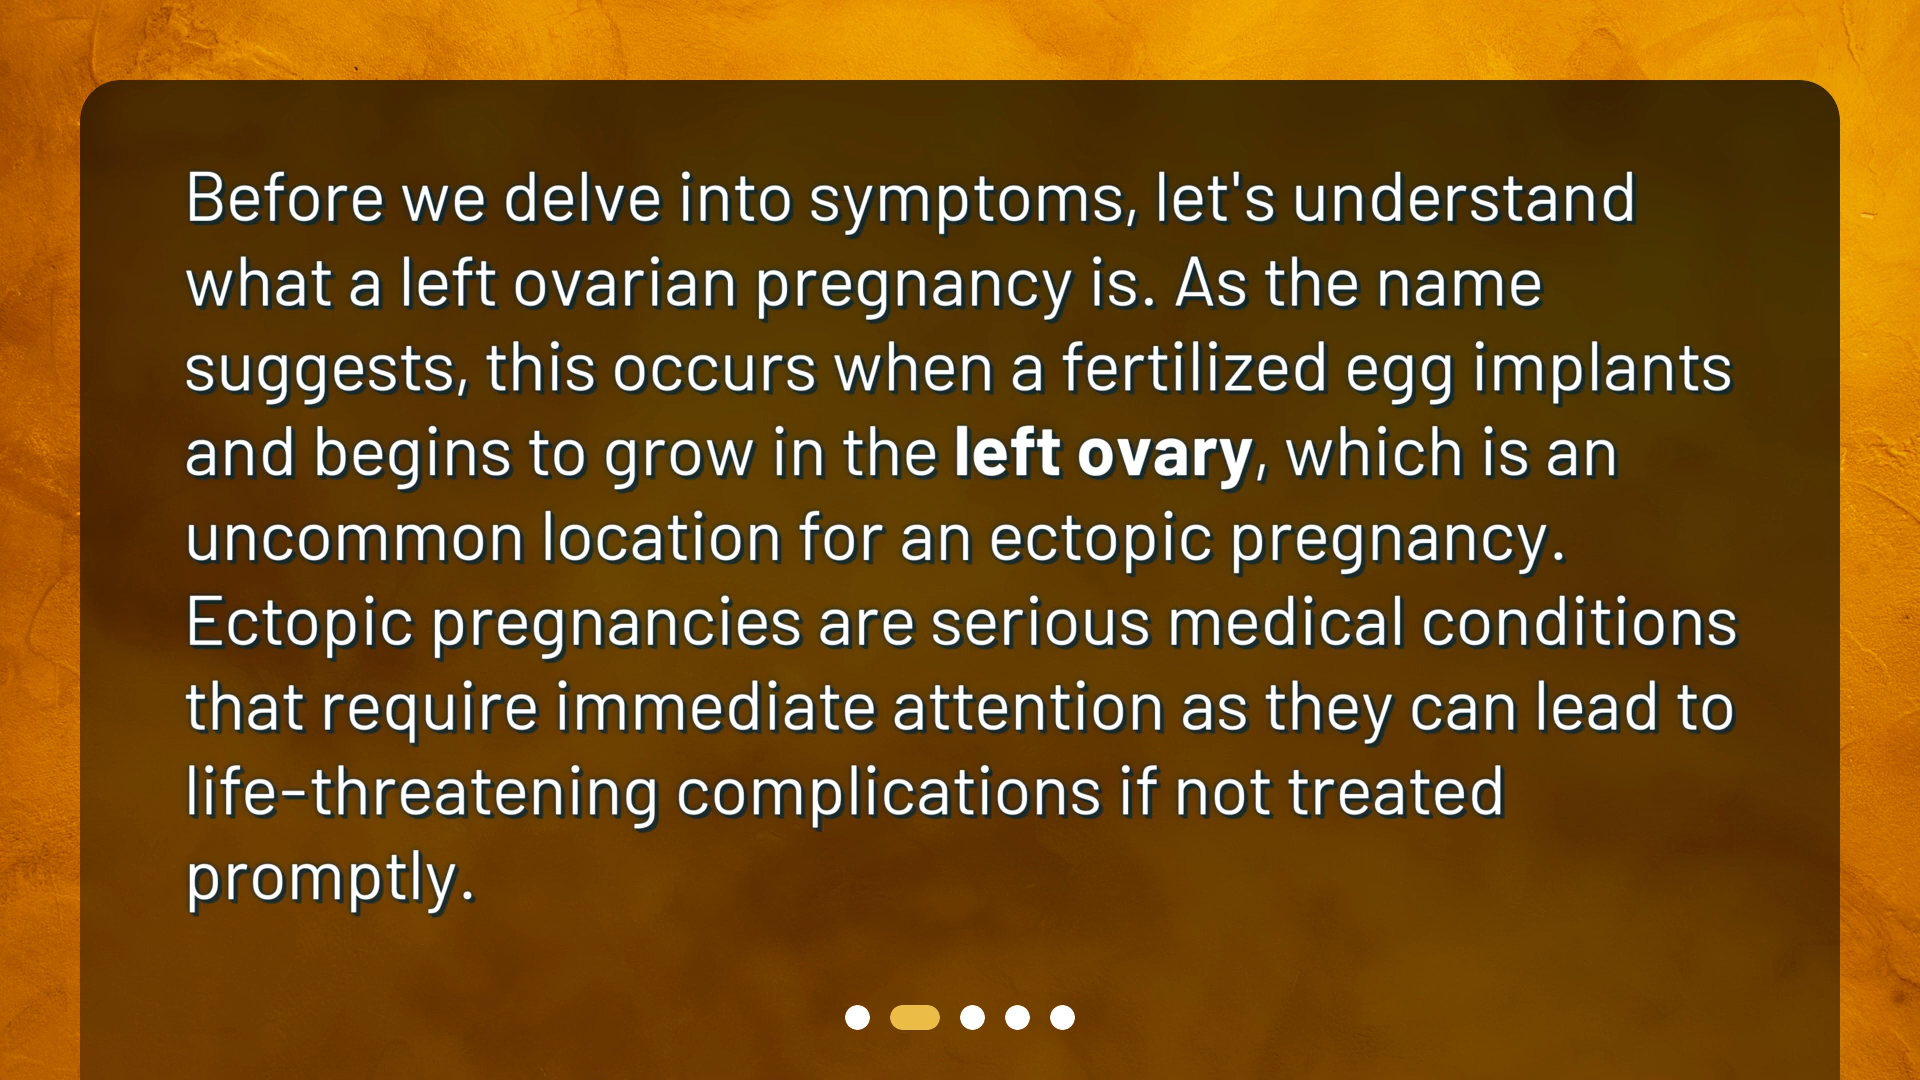 Before we delve into symptoms, let's understand
what a left ovarian pregnancy is. As the name
suggests, this occurs when a fertilized egg implants
and begins to grow in the left ovary, which is an
uncommon location for an ectopic pregnancy.
Ectopic pregnancies are serious medical conditions
that require immediate attention as they can lead to
life-threatening complications if not treated
promptly.